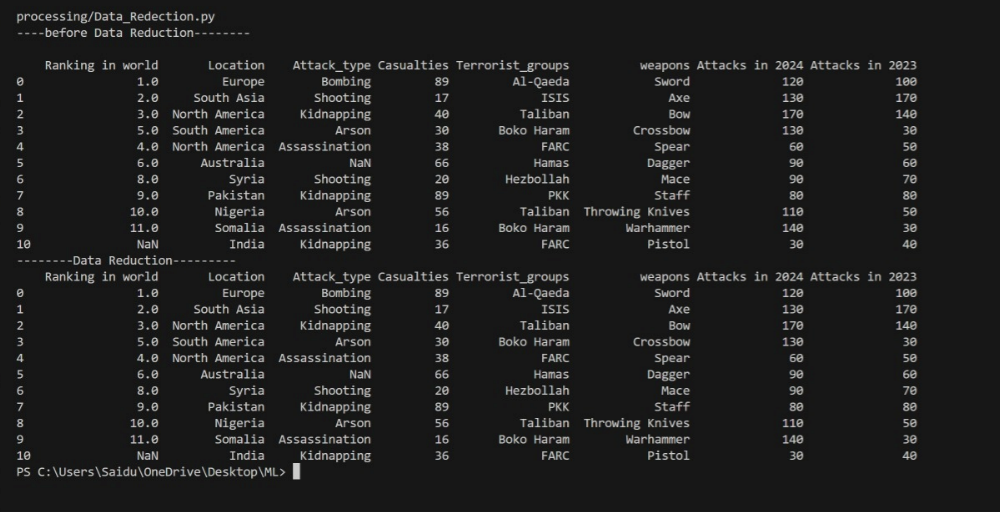 processing/Data_Redection.py
----before Data Reduction--------
Ranking in world Location Attack_type Casualties Terrorist_groups weapons Attacks in 2024 Attacks in 2023
0 1.0 Europe Bombing 89 Al-Qaeda Sword 120 100
1 2.0 South Asia Shooting 17 ISIS Axe 130 170
2 3.0 North America Kidnapping 40 Taliban Bow 170 140
3 5.0 South America Arson 30 Boko Haram Crossbow 130 30
4 4.0 North America Assassination 38 FARC Spear 60 50
5 6.0 Australia NaN 66 Hamas Dagger 90 60
6 8.0 Syria Shooting 20 Hezbollah Mace 90 70
7 9.0 Pakistan Kidnapping 89 PKK Staff 80 80
8 10.0 Nigeria Arson 56 Taliban Throwing Knives 110 50
9 11.0 Somalia Assassination 16 Boko Haram Warhammer 140 30
10 NaN India Kidnapping 36 FARC Pistol 30 40
--------Data Reduction---------
Ranking in world Location Attack_type Casualties Terrorist_groups weapons Attacks in 2024 Attacks in 2023
0 1.0 Europe Bombing 89 Al-Qaeda Sword 120 100
1 2.0 South Asia Shooting 17 ISIS Axe 130 170
2 3.0 North America Kidnapping 40 Taliban Bow 170 140
3 5.0 South America Arson 30 Boko Haram Crossbow 130 30
4 4.0 North America Assassination 38 FARC Spear 60 50
5 6.0 Australia NaN 66 Hamas Dagger 90 60
6 8.0 Syria Shooting 20 Hezbollah Mace 90 70
7 9.0 Pakistan Kidnapping 89 PKK Staff 80 80
8 10.0 Nigeria Arson 56 Taliban Throwing Knives 110 50
9 11.0 Somalia Assassination 16 Boko Haram Warhammer 140 30
10 NaN India Kidnapping 36 FARC Pistol 30 40
PS C:\Users\Saidu\OneDrive\Desktop\ML>